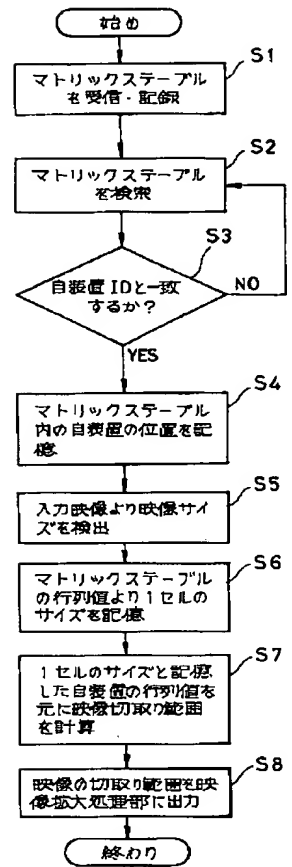 始め
S1
マトリックステーブル
を受信・記録
S2
マトリックステーブル
を検索
S3
自装置IDと一致
するか?
NO
YES
S4
マトリックステーブル
内の自装置の位置を記
憶
S5
入力映像より映像サイ
ズを検出
S6
マトリックステーブル
の行列値より1セルの
サイズを記憶
S7
1セルのサイズと記憶
した自装置の行列値を
元に映像切取り範囲
を計算
S8
映像の切取り範囲を映
像拡大処理部に出力
終わり